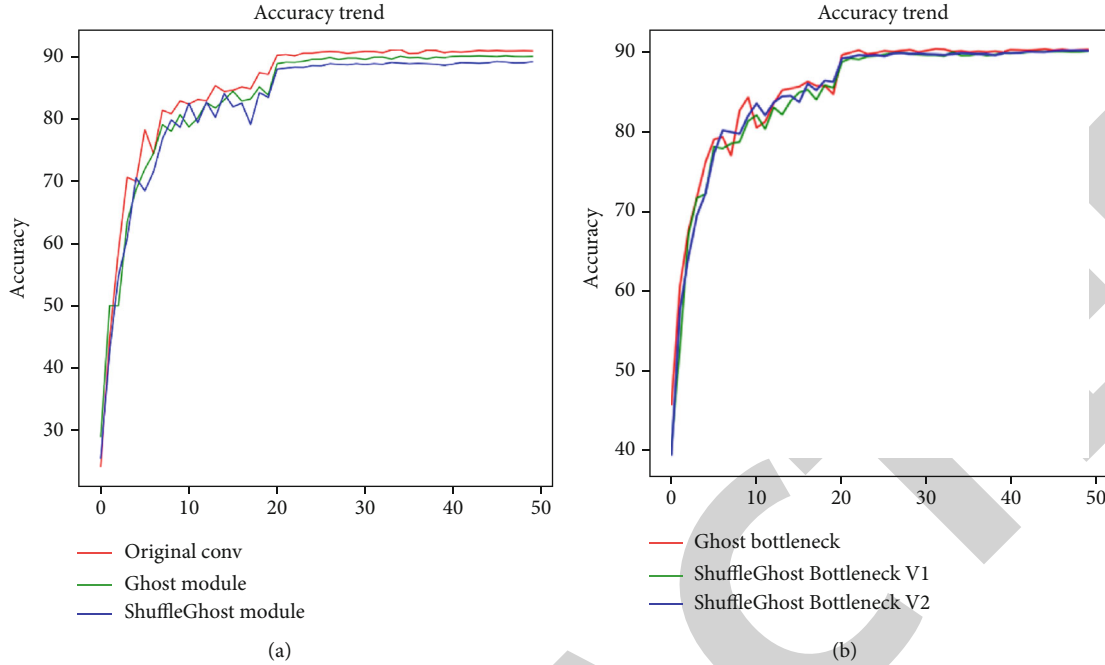 Accuracy trend
90
80
70
60
50
40
30
Accuracy
0
10
20
30
40
50
Original conv
Ghost module
ShuffleGhost module
(a)
Accuracy trend
90
80
70
60
50
40
Accuracy
0
10
20
30
40
50
Ghost bottleneck
ShuffleGhost Bottleneck V1
ShuffleGhost Bottleneck V2
(b)